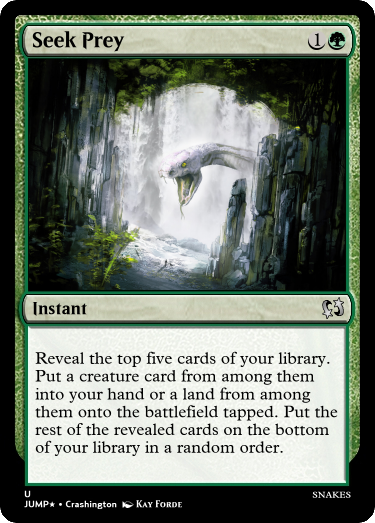 Seek Prey 1
Instant
Reveal the top five cards of your library.
Put a creature card from among them
into your hand or a land from among
them onto the battlefield tapped. Put the
rest of the revealed cards on the bottom
of your library in a random order.
U
SNAKES
JUMP★ • Crashington Kay Forde